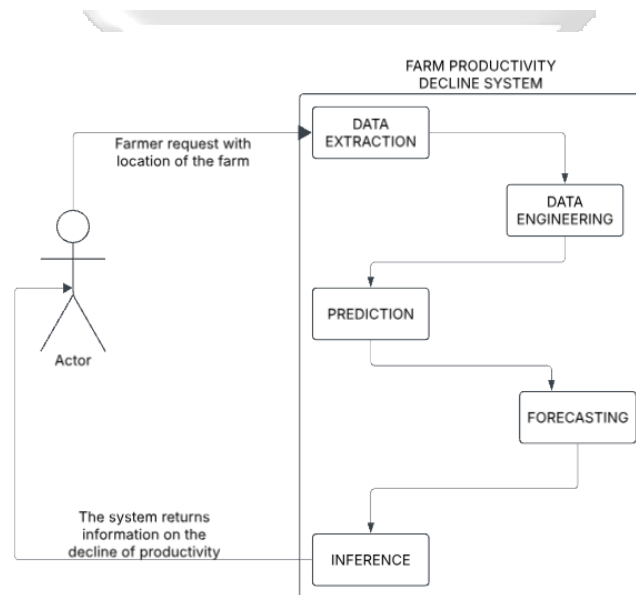 FARM PRODUCTIVITY
DECLINE SYSTEM
DATA
EXTRACTION
Farmer request with
location of the farm
DATA
ENGINEERING
PREDICTION
Actor
FORECASTING
The system returns
information on the
decline of productivity
INFERENCE